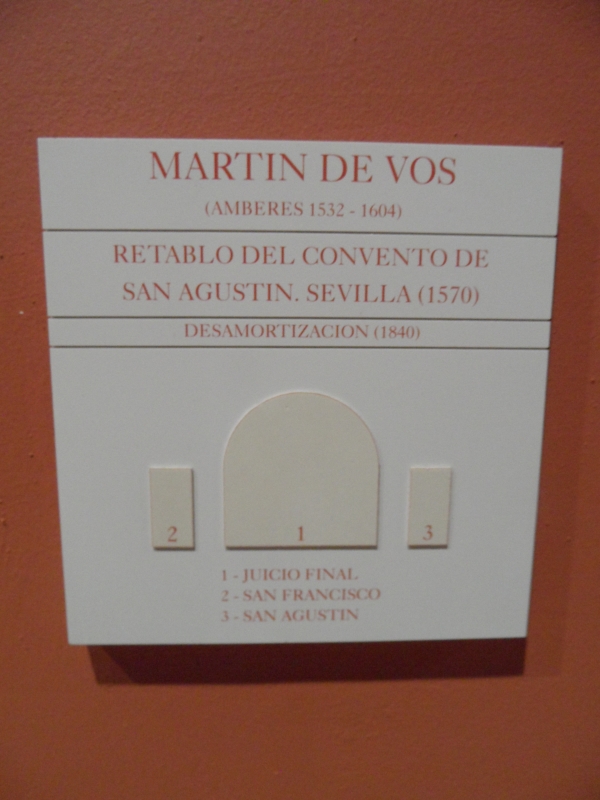 MARTIN DE VOS
(AMBERES 1532 - 1604)
RETABLO DEL CONVENTO DE
SAN AGUSTIN. SEVILLA (1570)
DESAMORTIZACION (1840)
2 1 3
1 - JUICIO FINAL
2 - SAN FRANCISCO
3 - SAN AGUSTIN